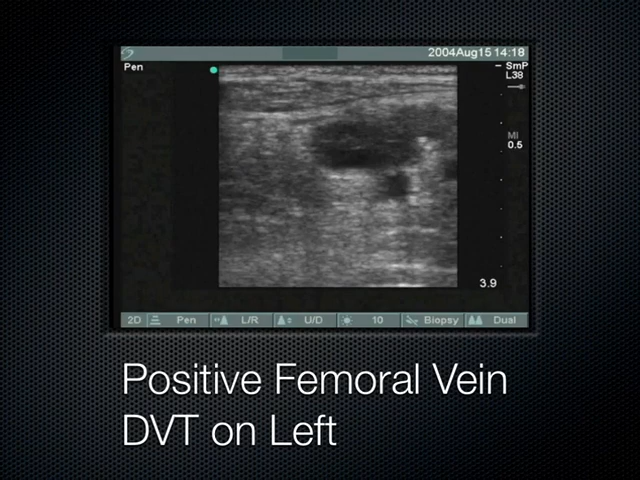 2004Aug15 14:18
Pen
SmP
L38
MI
0.5
3.9
2D Pen L/R U/D 10 Biopsy Dual
Positive Femoral Vein
DVT on Left